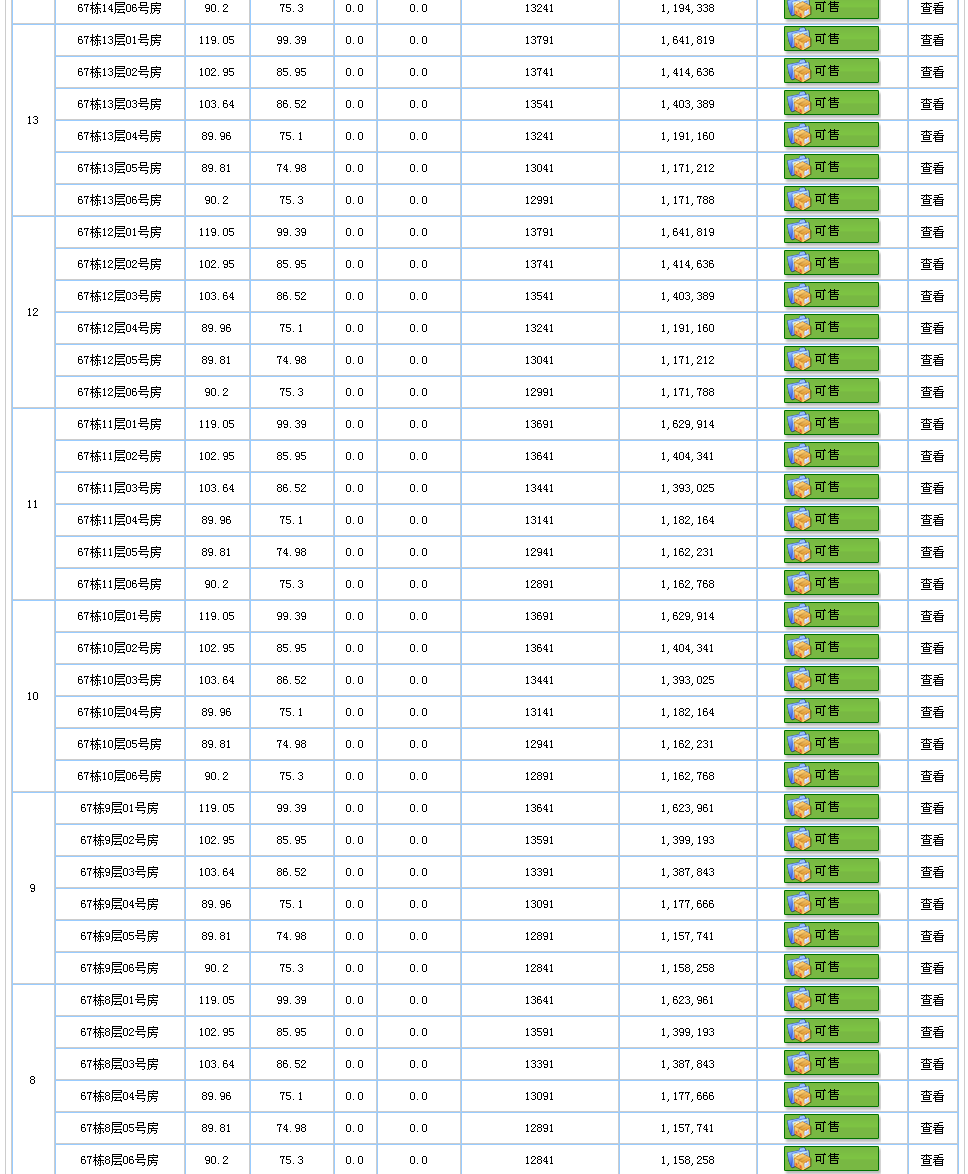 67栋14层06号房 90.2 75.3 0.0 0.0 13241 1,194,338 可售 查看
13
67栋13层01号房 119.05 99.39 0.0 0.0 13791 1,641,819 可售 查看
67栋13层02号房 102.95 85.95 0.0 0.0 13741 1,414,636 可售 查看
67栋13层03号房 103.64 86.52 0.0 0.0 13541 1,403,389 可售 查看
67栋13层04号房 89.96 75.1 0.0 0.0 13241 1,191,160 可售 查看
67栋13层05号房 89.81 74.98 0.0 0.0 13041 1,171,212 可售 查看
67栋13层06号房 90.2 75.3 0.0 0.0 12991 1,171,788 可售 查看
12
67栋12层01号房 119.05 99.39 0.0 0.0 13791 1,641,819 可售 查看
67栋12层02号房 102.95 85.95 0.0 0.0 13741 1,414,636 可售 查看
67栋12层03号房 103.64 86.52 0.0 0.0 13541 1,403,389 可售 查看
67栋12层04号房 89.96 75.1 0.0 0.0 13241 1,191,160 可售 查看
67栋12层05号房 89.81 74.98 0.0 0.0 13041 1,171,212 可售 查看
67栋12层06号房 90.2 75.3 0.0 0.0 12991 1,171,788 可售 查看
11
67栋11层01号房 119.05 99.39 0.0 0.0 13691 1,629,914 可售 查看
67栋11层02号房 102.95 85.95 0.0 0.0 13641 1,404,341 可售 查看
67栋11层03号房 103.64 86.52 0.0 0.0 13441 1,393,025 可售 查看
67栋11层04号房 89.96 75.1 0.0 0.0 13141 1,182,164 可售 查看
67栋11层05号房 89.81 74.98 0.0 0.0 12941 1,162,231 可售 查看
67栋11层06号房 90.2 75.3 0.0 0.0 12891 1,162,768 可售 查看
10
67栋10层01号房 119.05 99.39 0.0 0.0 13691 1,629,914 可售 查看
67栋10层02号房 102.95 85.95 0.0 0.0 13641 1,404,341 可售 查看
67栋10层03号房 103.64 86.52 0.0 0.0 13441 1,393,025 可售 查看
67栋10层04号房 89.96 75.1 0.0 0.0 13141 1,182,164 可售 查看
67栋10层05号房 89.81 74.98 0.0 0.0 12941 1,162,231 可售 查看
67栋10层06号房 90.2 75.3 0.0 0.0 12891 1,162,768 可售 查看
9
67栋9层01号房 119.05 99.39 0.0 0.0 13641 1,623,961 可售 查看
67栋9层02号房 102.95 85.95 0.0 0.0 13591 1,399,193 可售 查看
67栋9层03号房 103.64 86.52 0.0 0.0 13391 1,387,843 可售 查看
67栋9层04号房 89.96 75.1 0.0 0.0 13091 1,177,666 可售 查看
67栋9层05号房 89.81 74.98 0.0 0.0 12891 1,157,741 可售 查看
67栋9层06号房 90.2 75.3 0.0 0.0 12841 1,158,258 可售 查看
8
67栋8层01号房 119.05 99.39 0.0 0.0 13641 1,623,961 可售 查看
67栋8层02号房 102.95 85.95 0.0 0.0 13591 1,399,193 可售 查看
67栋8层03号房 103.64 86.52 0.0 0.0 13391 1,387,843 可售 查看
67栋8层04号房 89.96 75.1 0.0 0.0 13091 1,177,666 可售 查看
67栋8层05号房 89.81 74.98 0.0 0.0 12891 1,157,741 可售 查看
67栋8层06号房 90.2 75.3 0.0 0.0 12841 1,158,258 可售 查看